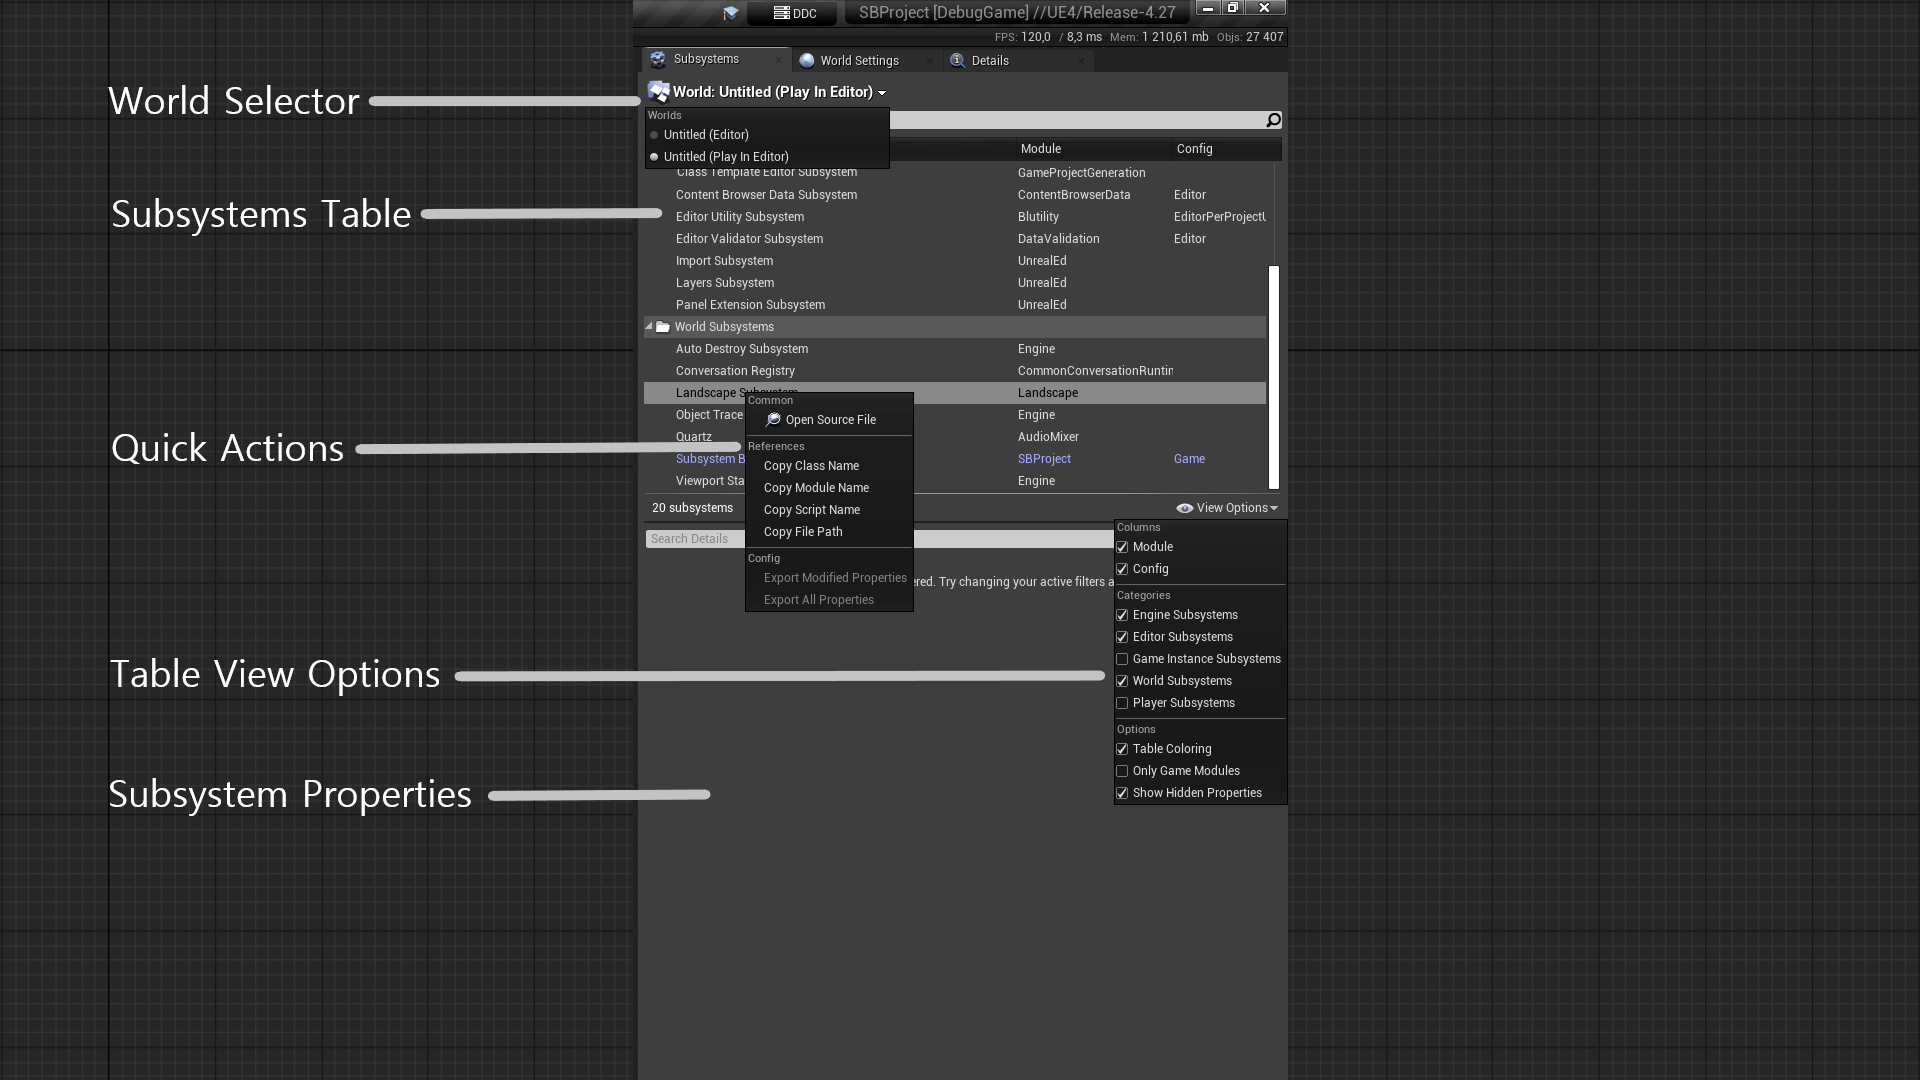 DDC
SBProject [DebugGame] //UE4/Release-4.27
FPS: 120,0 / 8,3 ms Mem: 1 210,61 mb Objs: 27 407
Subsystems
World Settings
Details
World Selector
World: Untitled (Play In Editor)
Worlds
Untitled (Editor)
Untitled (Play In Editor)
Module Config
Class Template Editor Subsystem GameProjectGeneration
Content Browser Data Subsystem ContentBrowserData Editor
Subsystems Table
Editor Utility Subsystem Blutility EditorPerProjectU
Editor Validator Subsystem DataValidation Editor
Import Subsystem UnrealEd
Layers Subsystem UnrealEd
Panel Extension Subsystem UnrealEd
World Subsystems
Auto Destroy Subsystem Engine
Conversation Registry CommonConversationRuntin
Landscape Subsystem Landscape
Object Trace Engine
Quartz AudioMixer
Subsystem B SBProject Game
Viewport Sta Engine
Quick Actions
Common
Open Source File
References
Copy Class Name
Copy Module Name
Copy Script Name
Copy File Path
Config
Export Modified Properties
Export All Properties
20 subsystems
View Options
Search Details
ered. Try changing your active filters a
Table View Options
Columns
Module
Config
Categories
Engine Subsystems
Editor Subsystems
Game Instance Subsystems
World Subsystems
Player Subsystems
Options
Table Coloring
Only Game Modules
Show Hidden Properties
Subsystem Properties